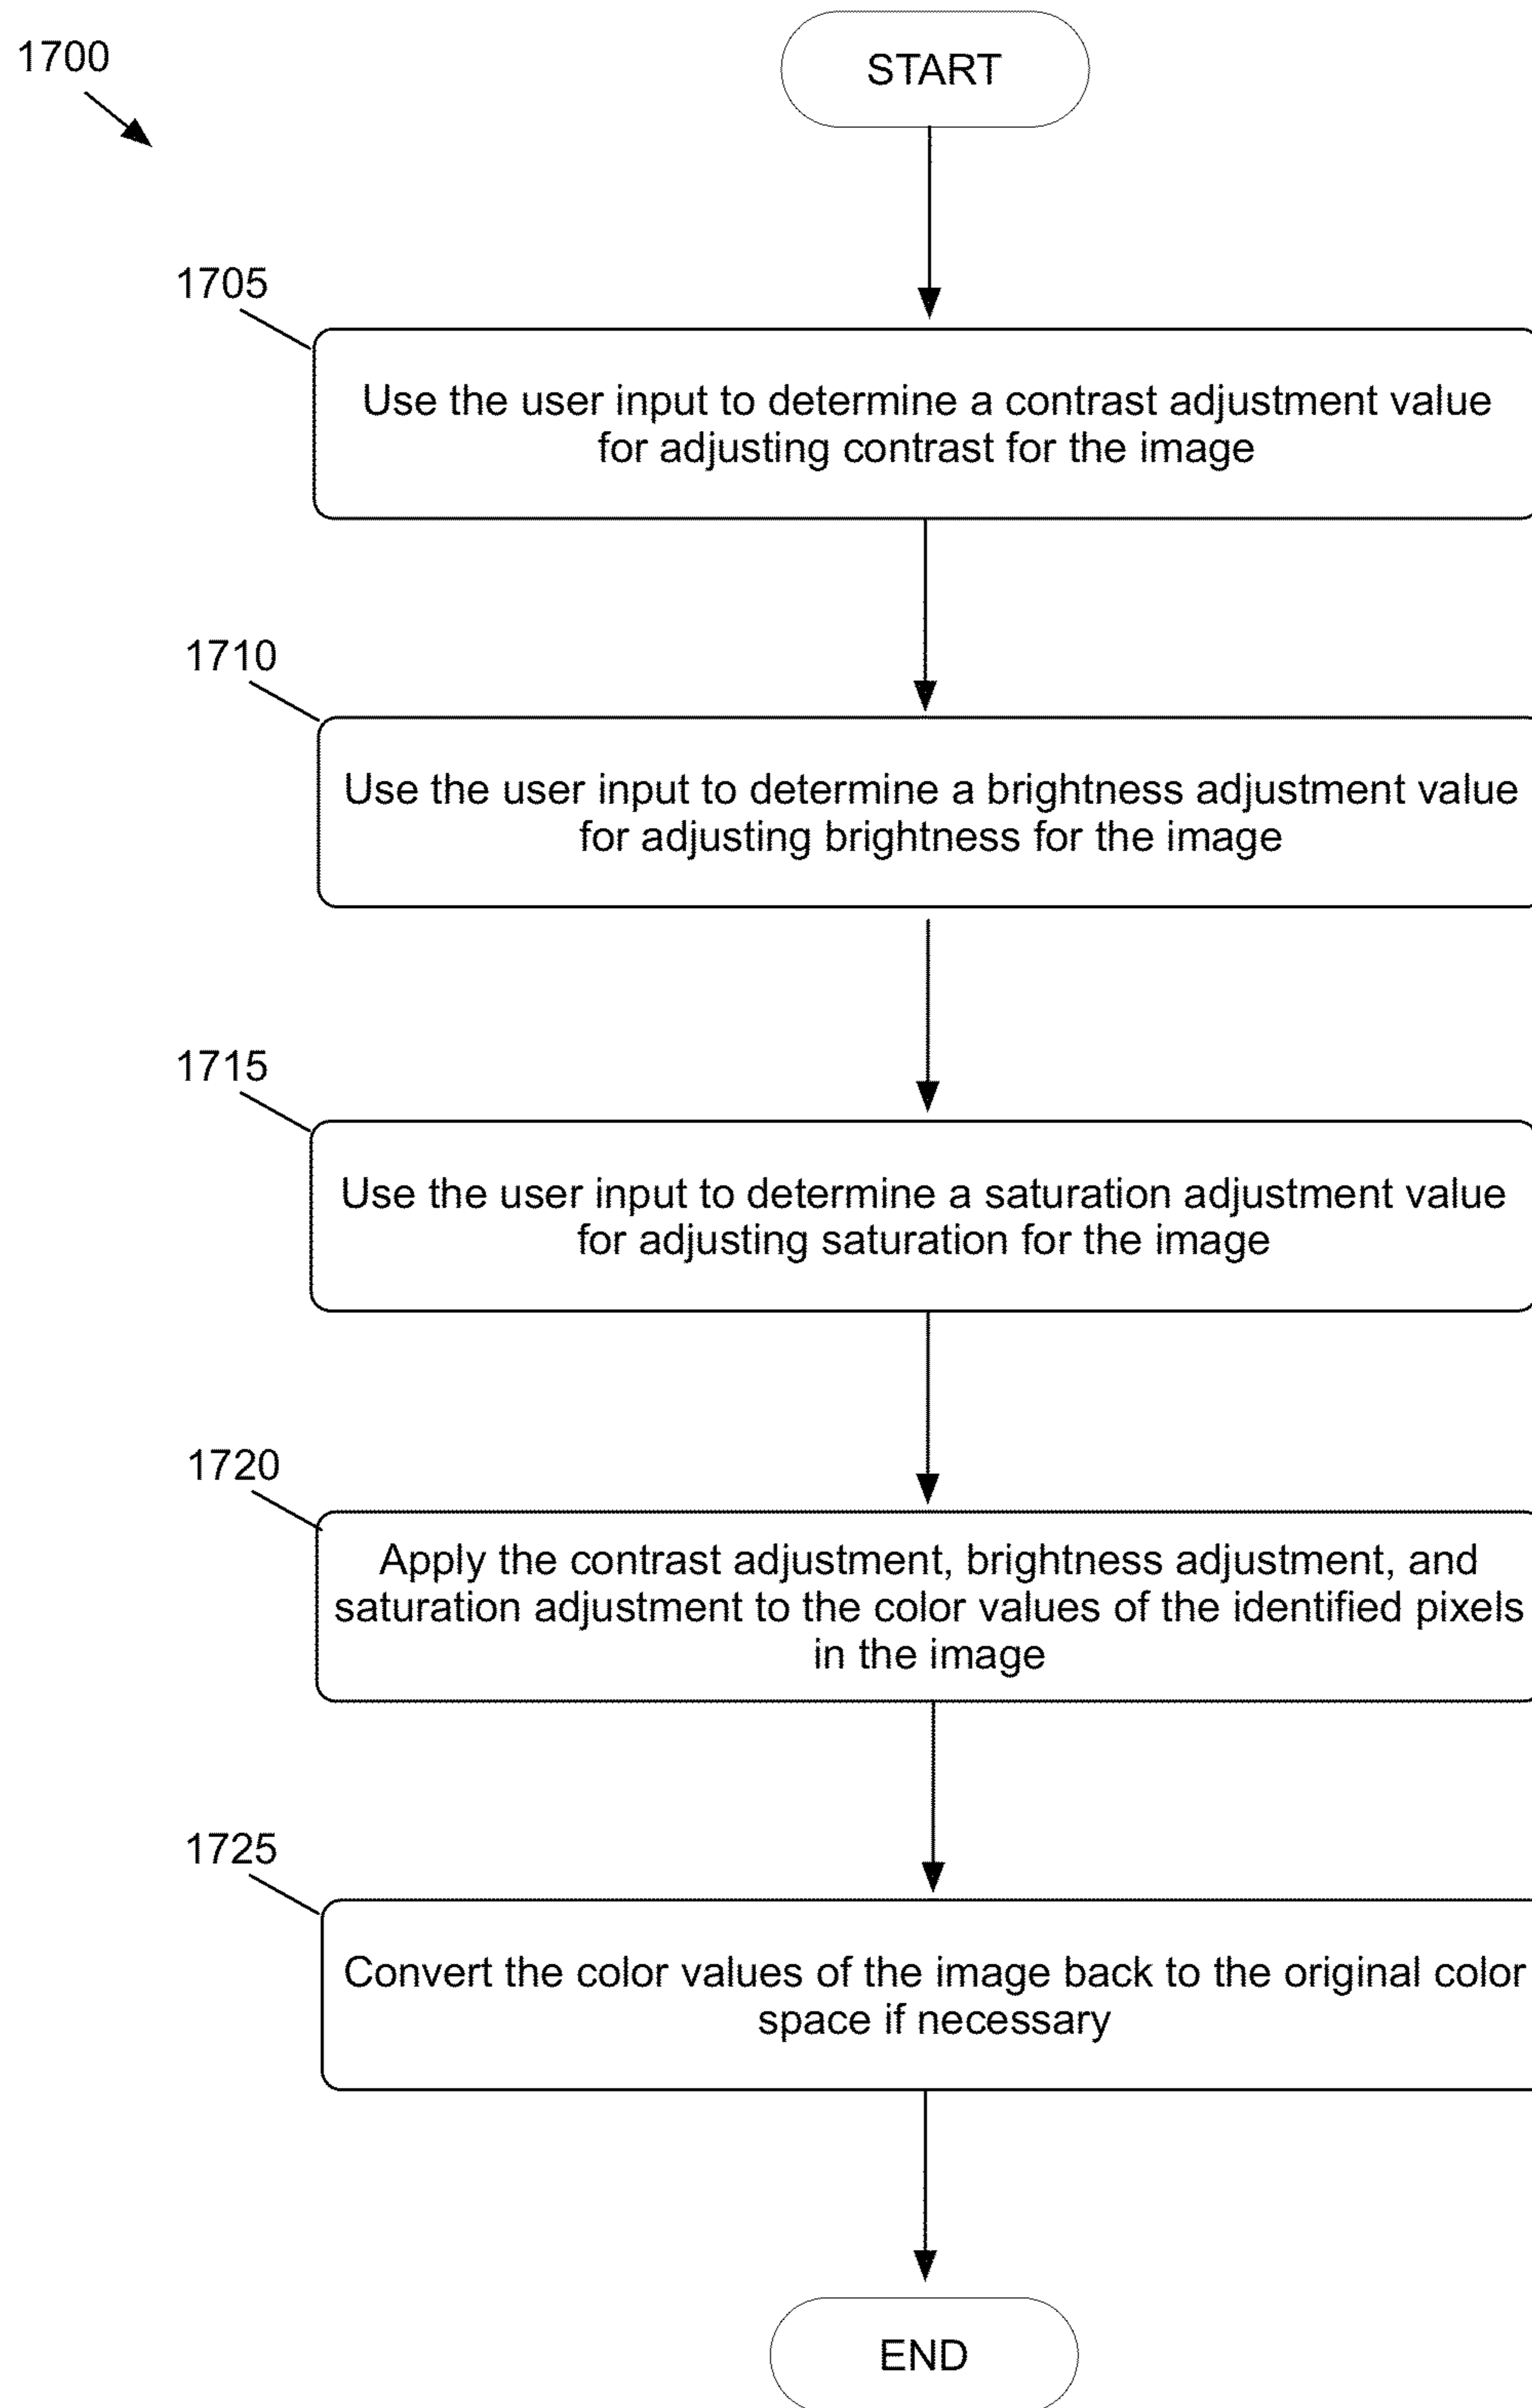 1700
START
1705
Use the user input to determine a contrast adjustment value
for adjusting contrast for the image
1710
Use the user input to determine a brightness adjustment value
for adjusting brightness for the image
1715
Use the user input to determine a saturation adjustment value
for adjusting saturation for the image
1720
Apply the contrast adjustment, brightness adjustment, and
saturation adjustment to the color values of the identified pixels
in the image
1725
Convert the color values of the image back to the original color
space if necessary
END